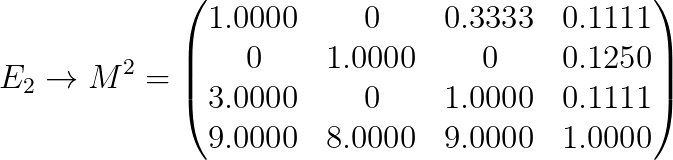 1.0000 0 0.3333 0.1111
0 1.0000 0 0.1250
E₂ → M² =
3.0000 0 1.0000 0.1111
9.0000 8.0000 9.0000 1.0000